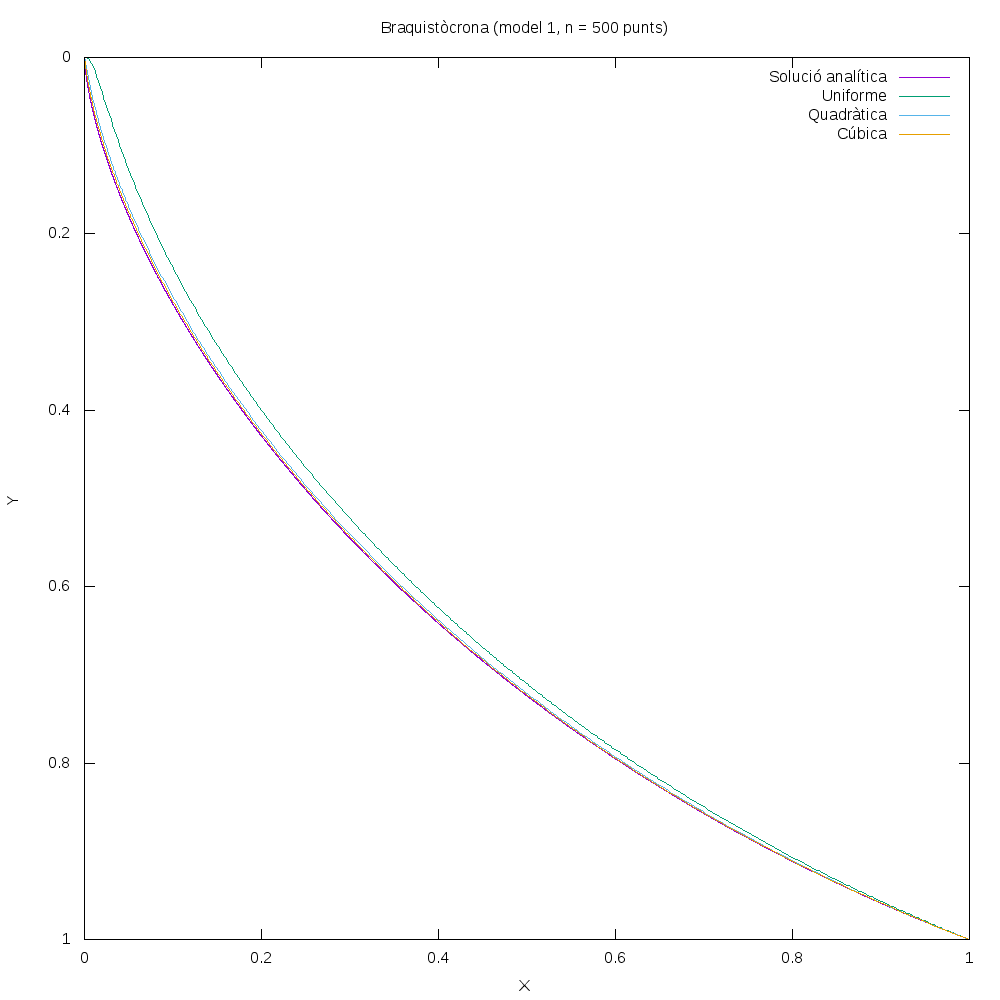 Braquistòcrona (model 1, n = 500 punts)
Solució analítica
Uniforme
Quadràtica
Cúbica
0
0.2
0.4
0.6
0.8
1
Y
0 0.2 0.4 0.6 0.8 1
X